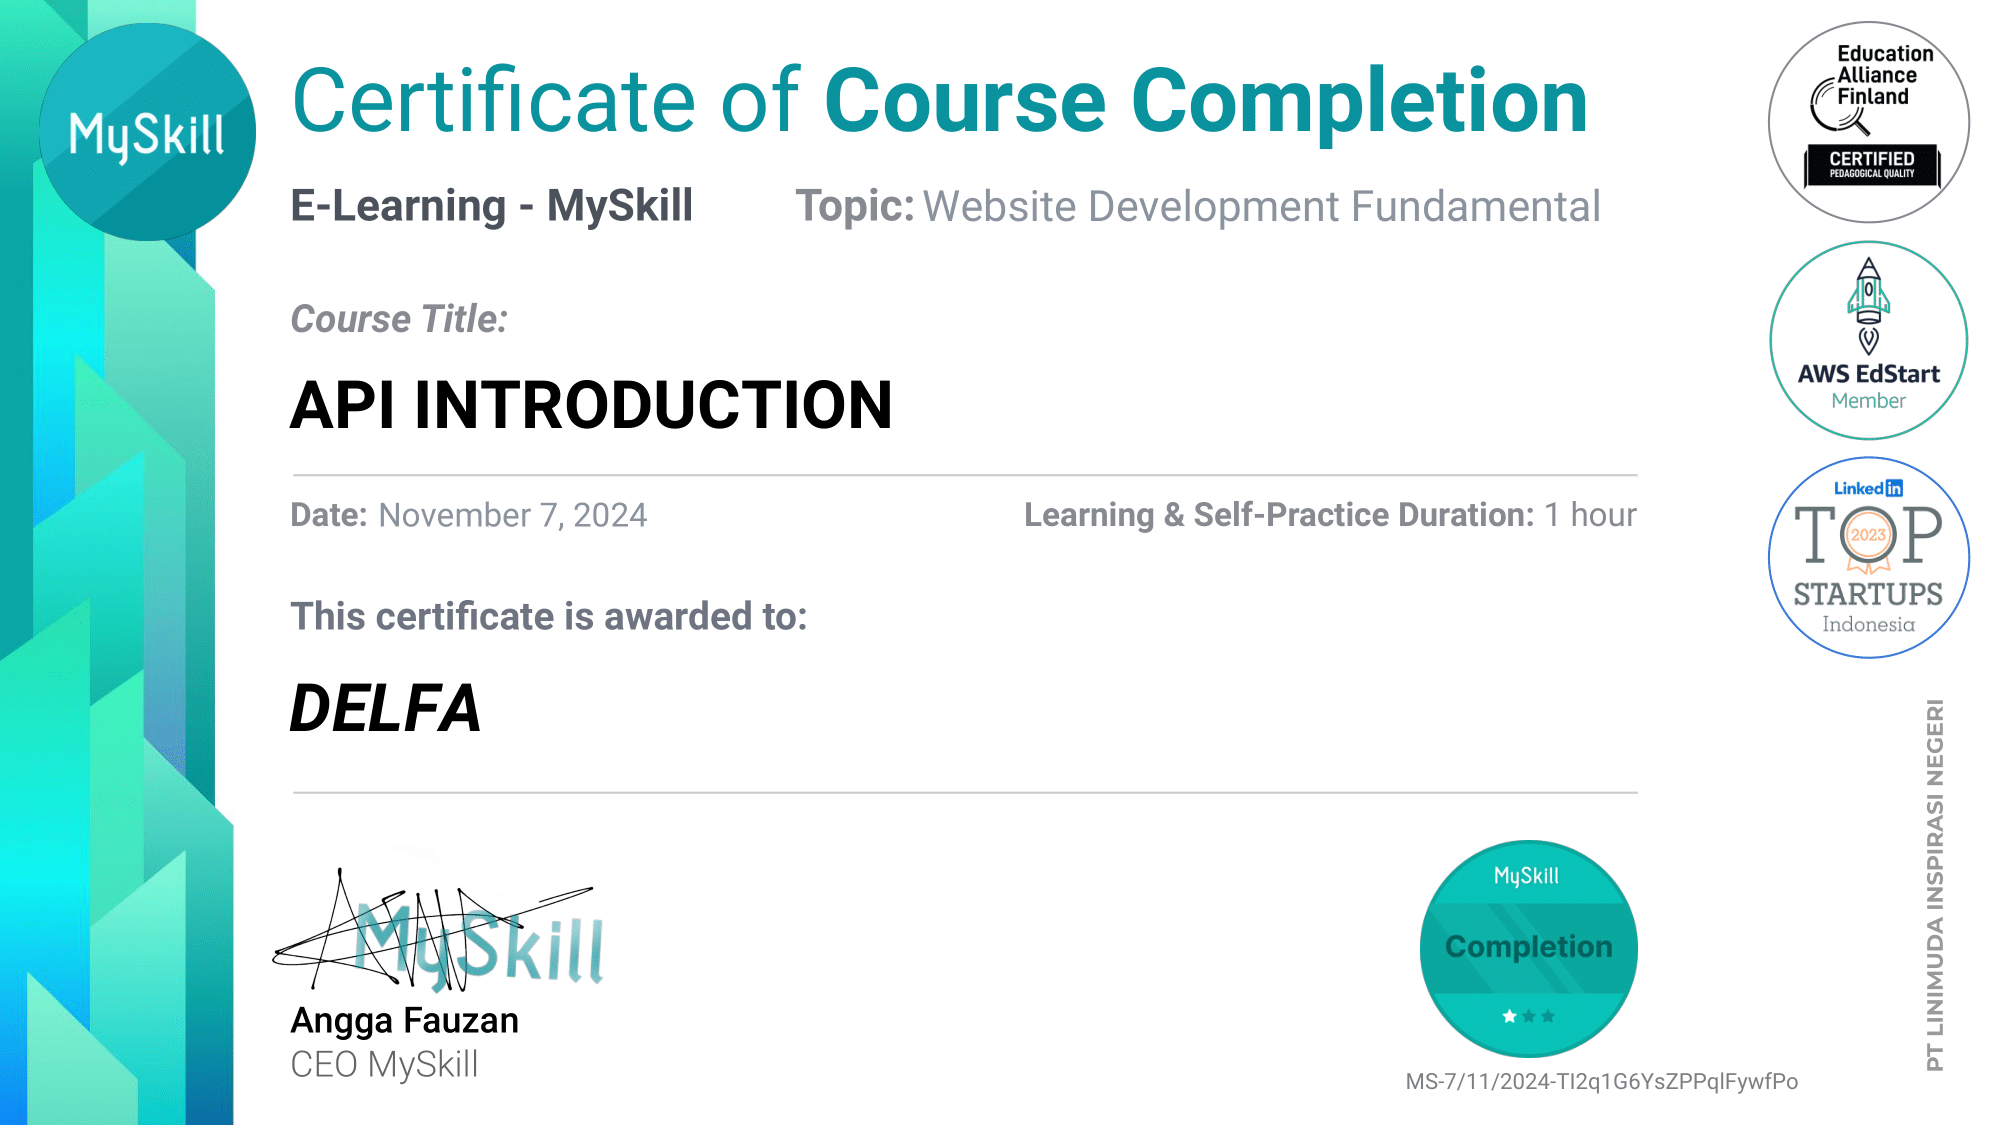 MySkill
Certificate of Course Completion
E-Learning - MySkill
Topic: Website Development Fundamental
Course Title:
API INTRODUCTION
Date: November 7, 2024
Learning & Self-Practice Duration: 1 hour
This certificate is awarded to:
DELFA
MySkill
Angga Fauzan
CEO MySkill
MySkill
Completion
MS-7/11/2024-TI2q1G6YsZPPqlFywfPo
Education
Alliance
Finland
CERTIFIED
PEDAGOGICAL QUALITY
AWS EdStart
Member
LinkedIn
TOP
2023
STARTUPS
Indonesia
PT LINIMUDA INSPIRASI NEGERI